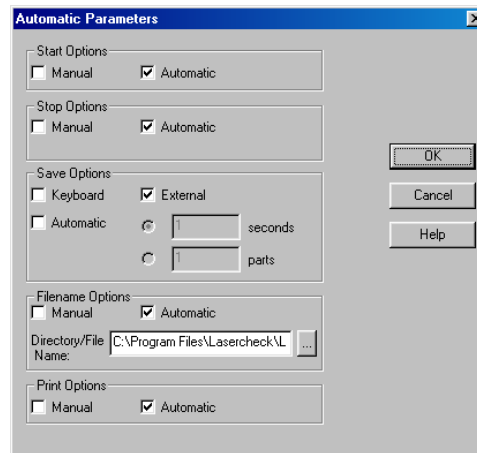 Automatic Parameters
Start Options
Manual Automatic
Stop Options
Manual Automatic
OK
Save Options
Keyboard External
Cancel
Automatic 1 seconds
Help
1 parts
Filename Options
Manual Automatic
Directory/File Name: C:\Program Files\Lasercheck\L ...
Print Options
Manual Automatic